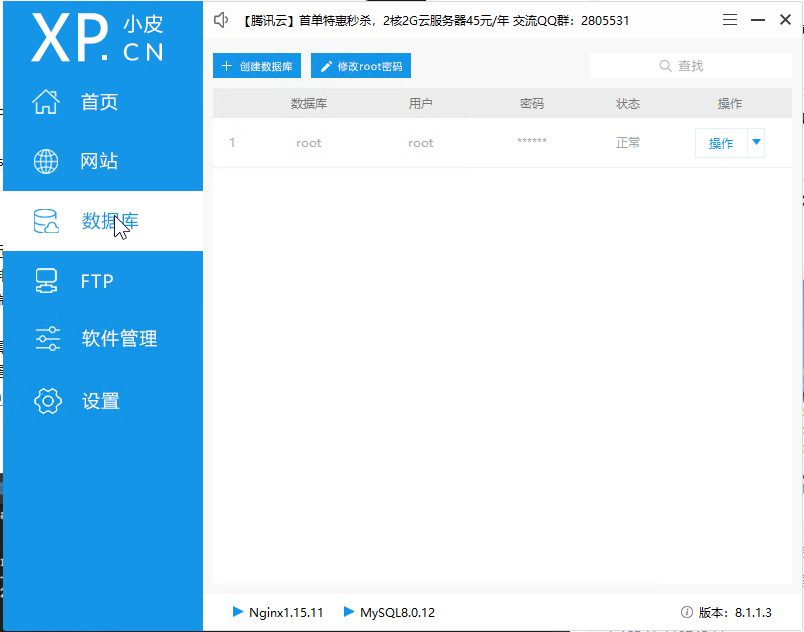 XP.CN 小皮
【腾讯云】首单特惠秒杀，2核2G云服务器45元/年 交流QQ群：2805531
首页
网站
数据库
FTP
软件管理
设置
创建数据库 修改root密码 查找
数据库 用户 密码 状态 操作
1 root root ****** 正常 操作
Nginx1.15.11 MySQL8.0.12 版本：8.1.1.3